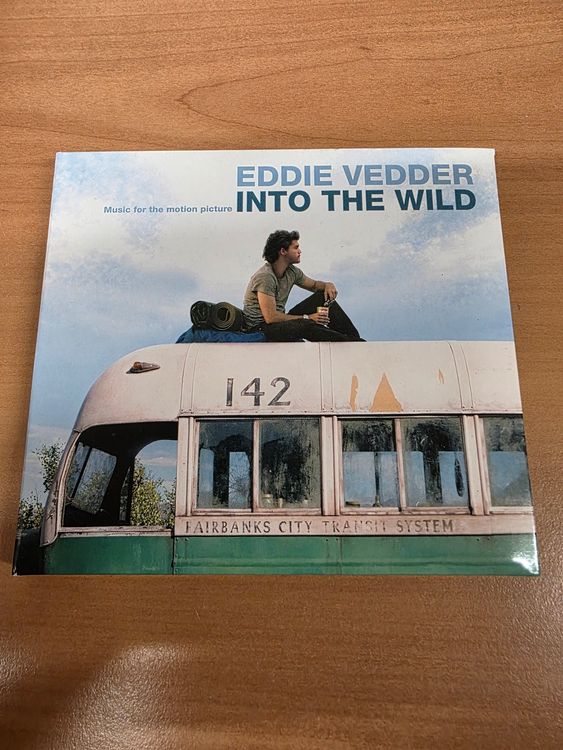 EDDIE VEDDER
Music for the motion picture INTO THE WILD
142
FAIRBANKS CITY TRANSIT SYSTEM